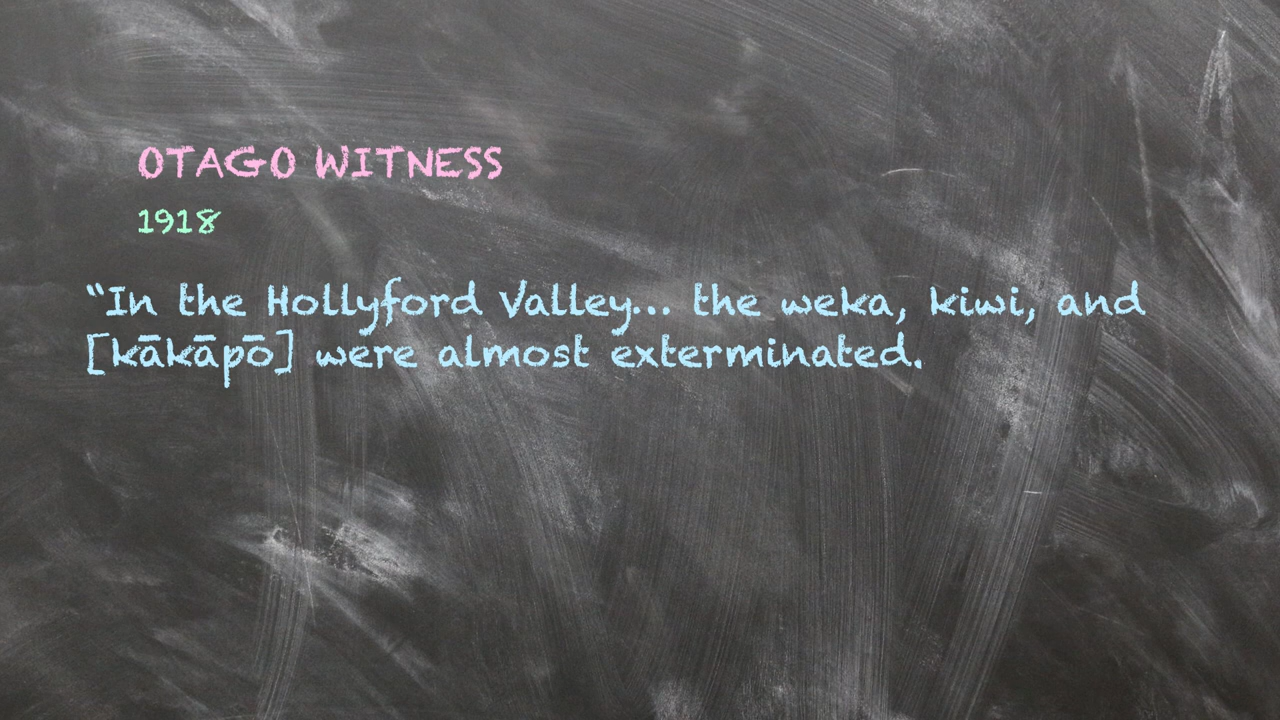 OTAGO WITNESS
1918
“In the Hollyford Valley... the weka, kiwi, and
[kākāpō] were almost exterminated.